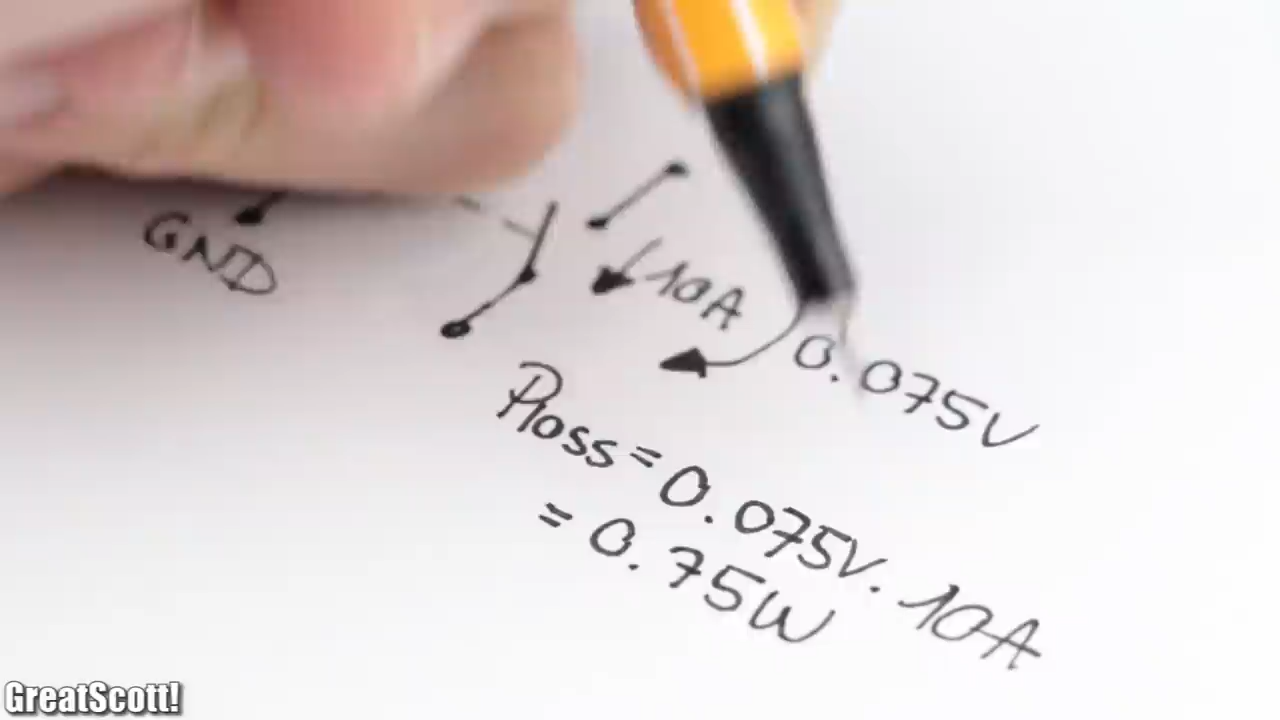 GND
10A
0.075V
Ploss = 0.075V · 10A
= 0.75W
GreatScott!